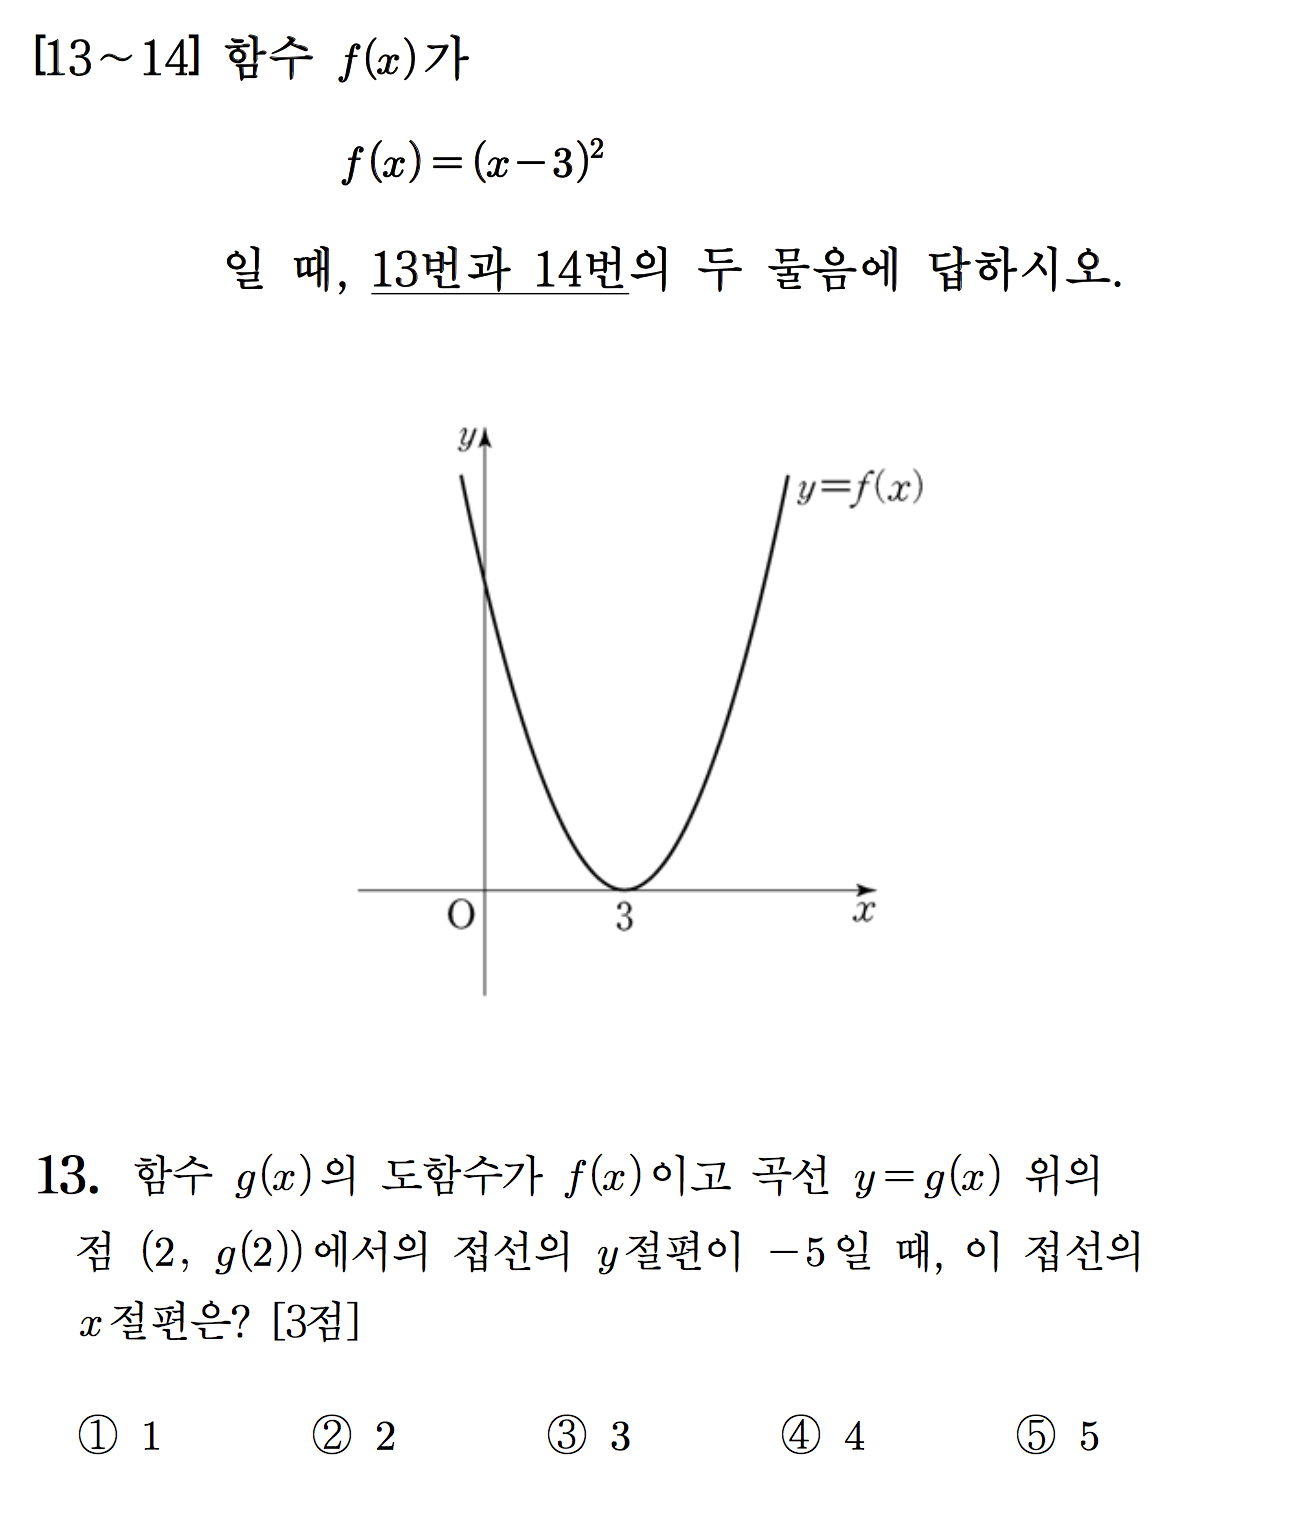 [13~14] 함수 f(x)가
f(x)=(x-3)²
일 때, 13번과 14번의 두 물음에 답하시오.
y
y=f(x)
O 3 x
13. 함수 g(x)의 도함수가 f(x)이고 곡선 y=g(x) 위의
점 (2, g(2))에서의 접선의 y절편이 -5일 때, 이 접선의
x절편은? [3점]
① 1 ② 2 ③ 3 ④ 4 ⑤ 5